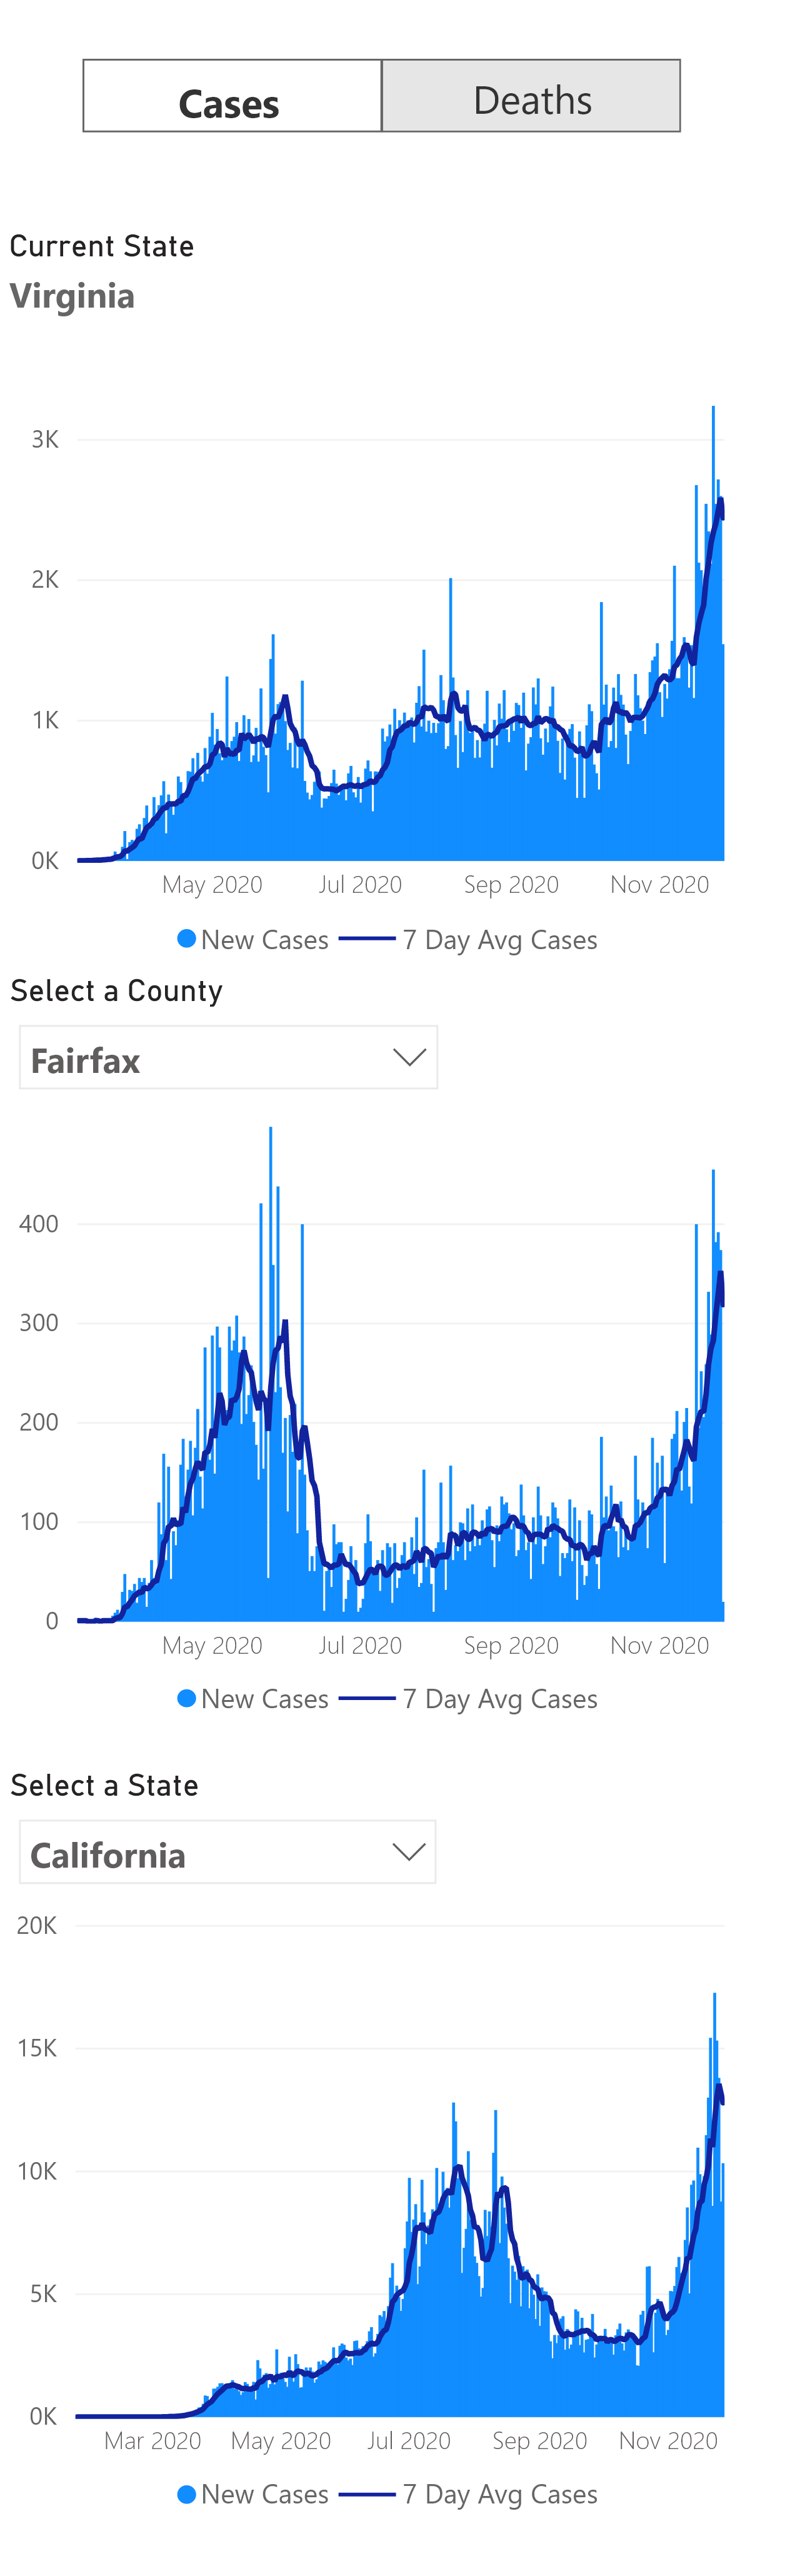 Cases Deaths
Current State
Virginia
3K
2K
1K
0K
May 2020 Jul 2020 Sep 2020 Nov 2020
New Cases 7 Day Avg Cases
Select a County
Fairfax
400
300
200
100
0
May 2020 Jul 2020 Sep 2020 Nov 2020
New Cases 7 Day Avg Cases
Select a State
California
20K
15K
10K
5K
0K
Mar 2020 May 2020 Jul 2020 Sep 2020 Nov 2020
New Cases 7 Day Avg Cases